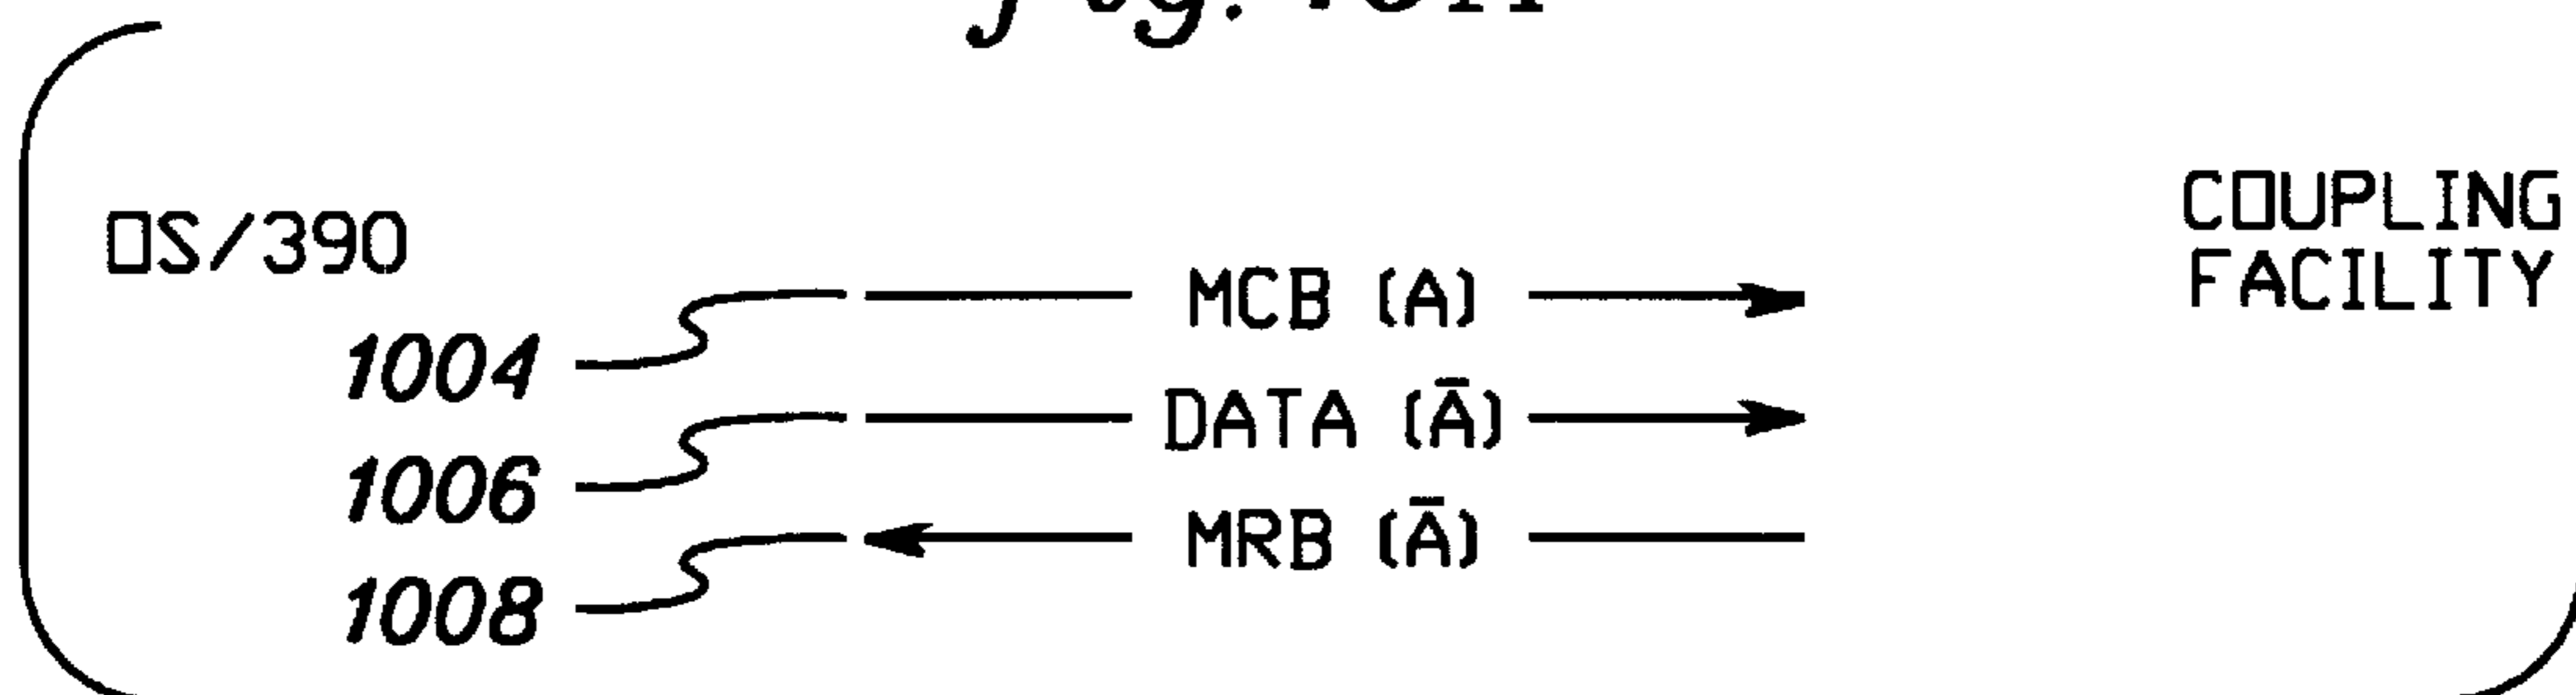 OS/390
COUPLING
FACILITY
1004
MCB (A)
1006
DATA (Ā)
1008
MRB (Ā)